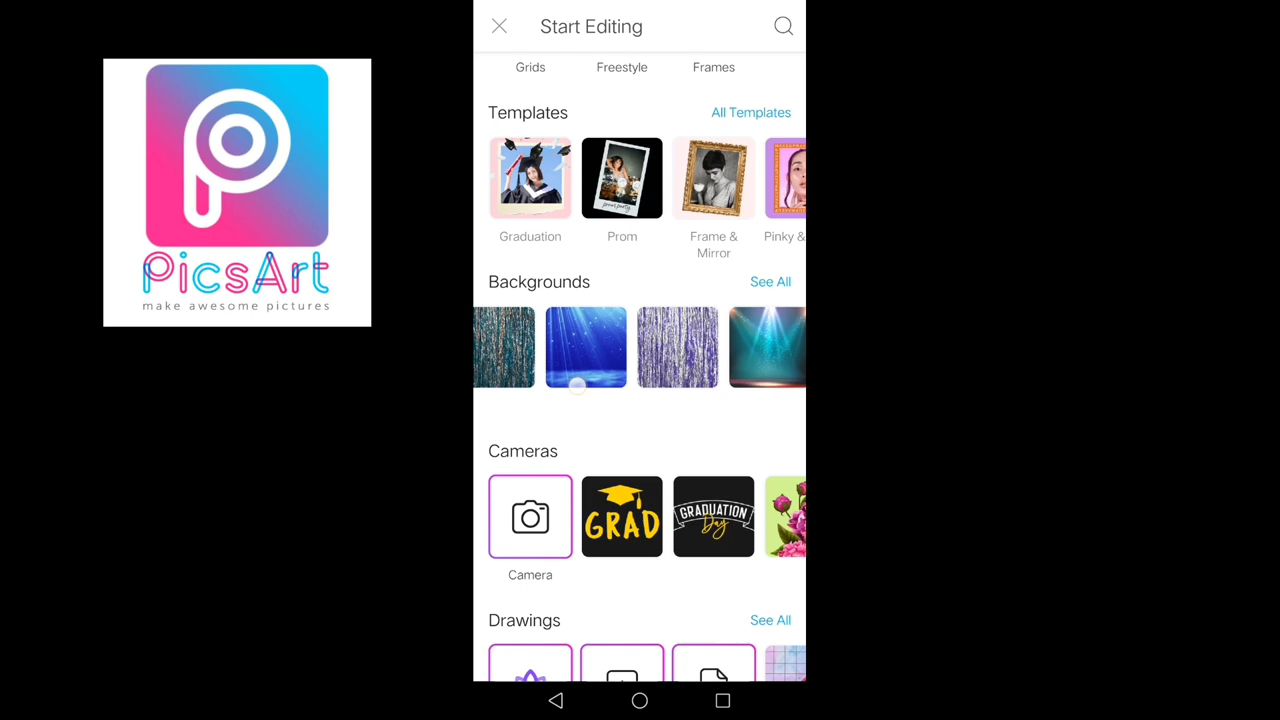 PicsArt
make awesome pictures
Start Editing
Grids
Freestyle
Frames
Templates
All Templates
Graduation
Prom
Frame &
Mirror
Pinky &
Backgrounds
See All
Cameras
GRAD
GRADUATION
Day
Camera
Drawings
See All